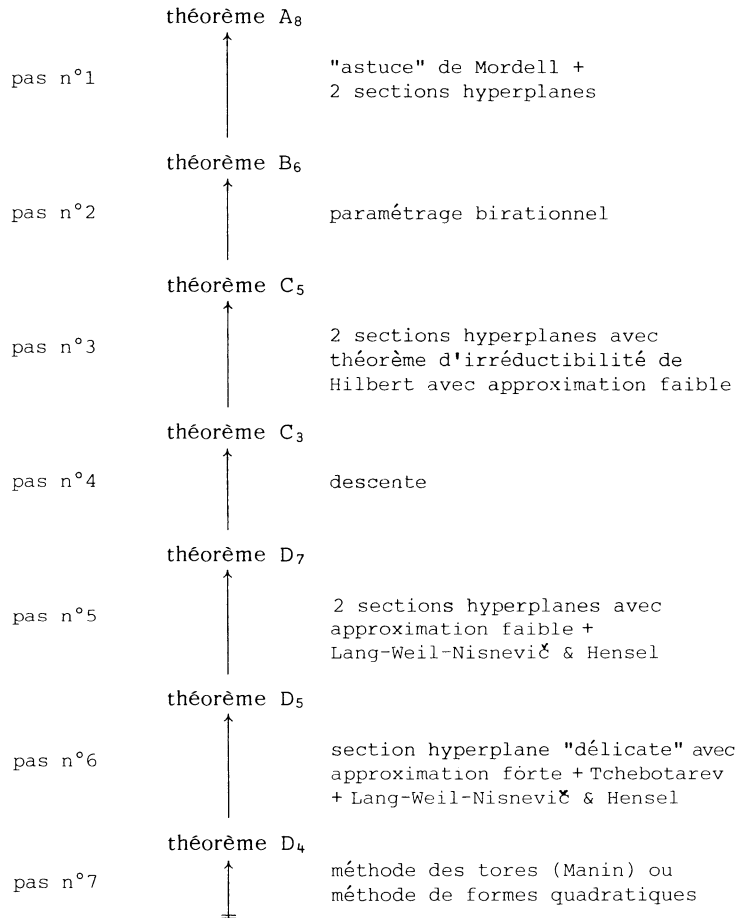 théorème A₈
pas n°1
"astuce" de Mordell +
2 sections hyperplanes
théorème B₆
pas n°2
paramétrage birationnel
théorème C₅
pas n°3
2 sections hyperplanes avec
théorème d'irréductibilité de
Hilbert avec approximation faible
théorème C₃
pas n°4
descente
théorème D₇
pas n°5
2 sections hyperplanes avec
approximation faible +
Lang-Weil-Nisnevič & Hensel
théorème D₅
pas n°6
section hyperplane "délicate" avec
approximation forte + Tchebotarev
+ Lang-Weil-Nisnevič & Hensel
théorème D₄
pas n°7
méthode des tores (Manin) ou
méthode de formes quadratiques